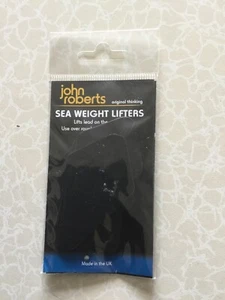 john
roberts
original thinking
SEA WEIGHT LIFTERS
Lifts lead on the
Use over
Made in the UK